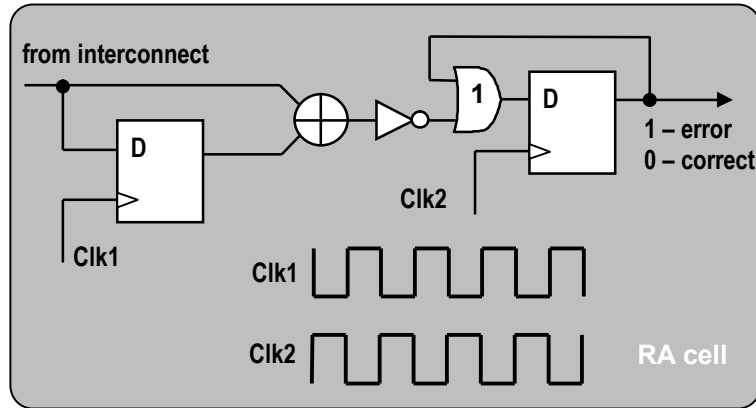 from interconnect
1
D
D
1 – error
0 – correct
Clk2
Clk1
Clk1
Clk2
RA cell